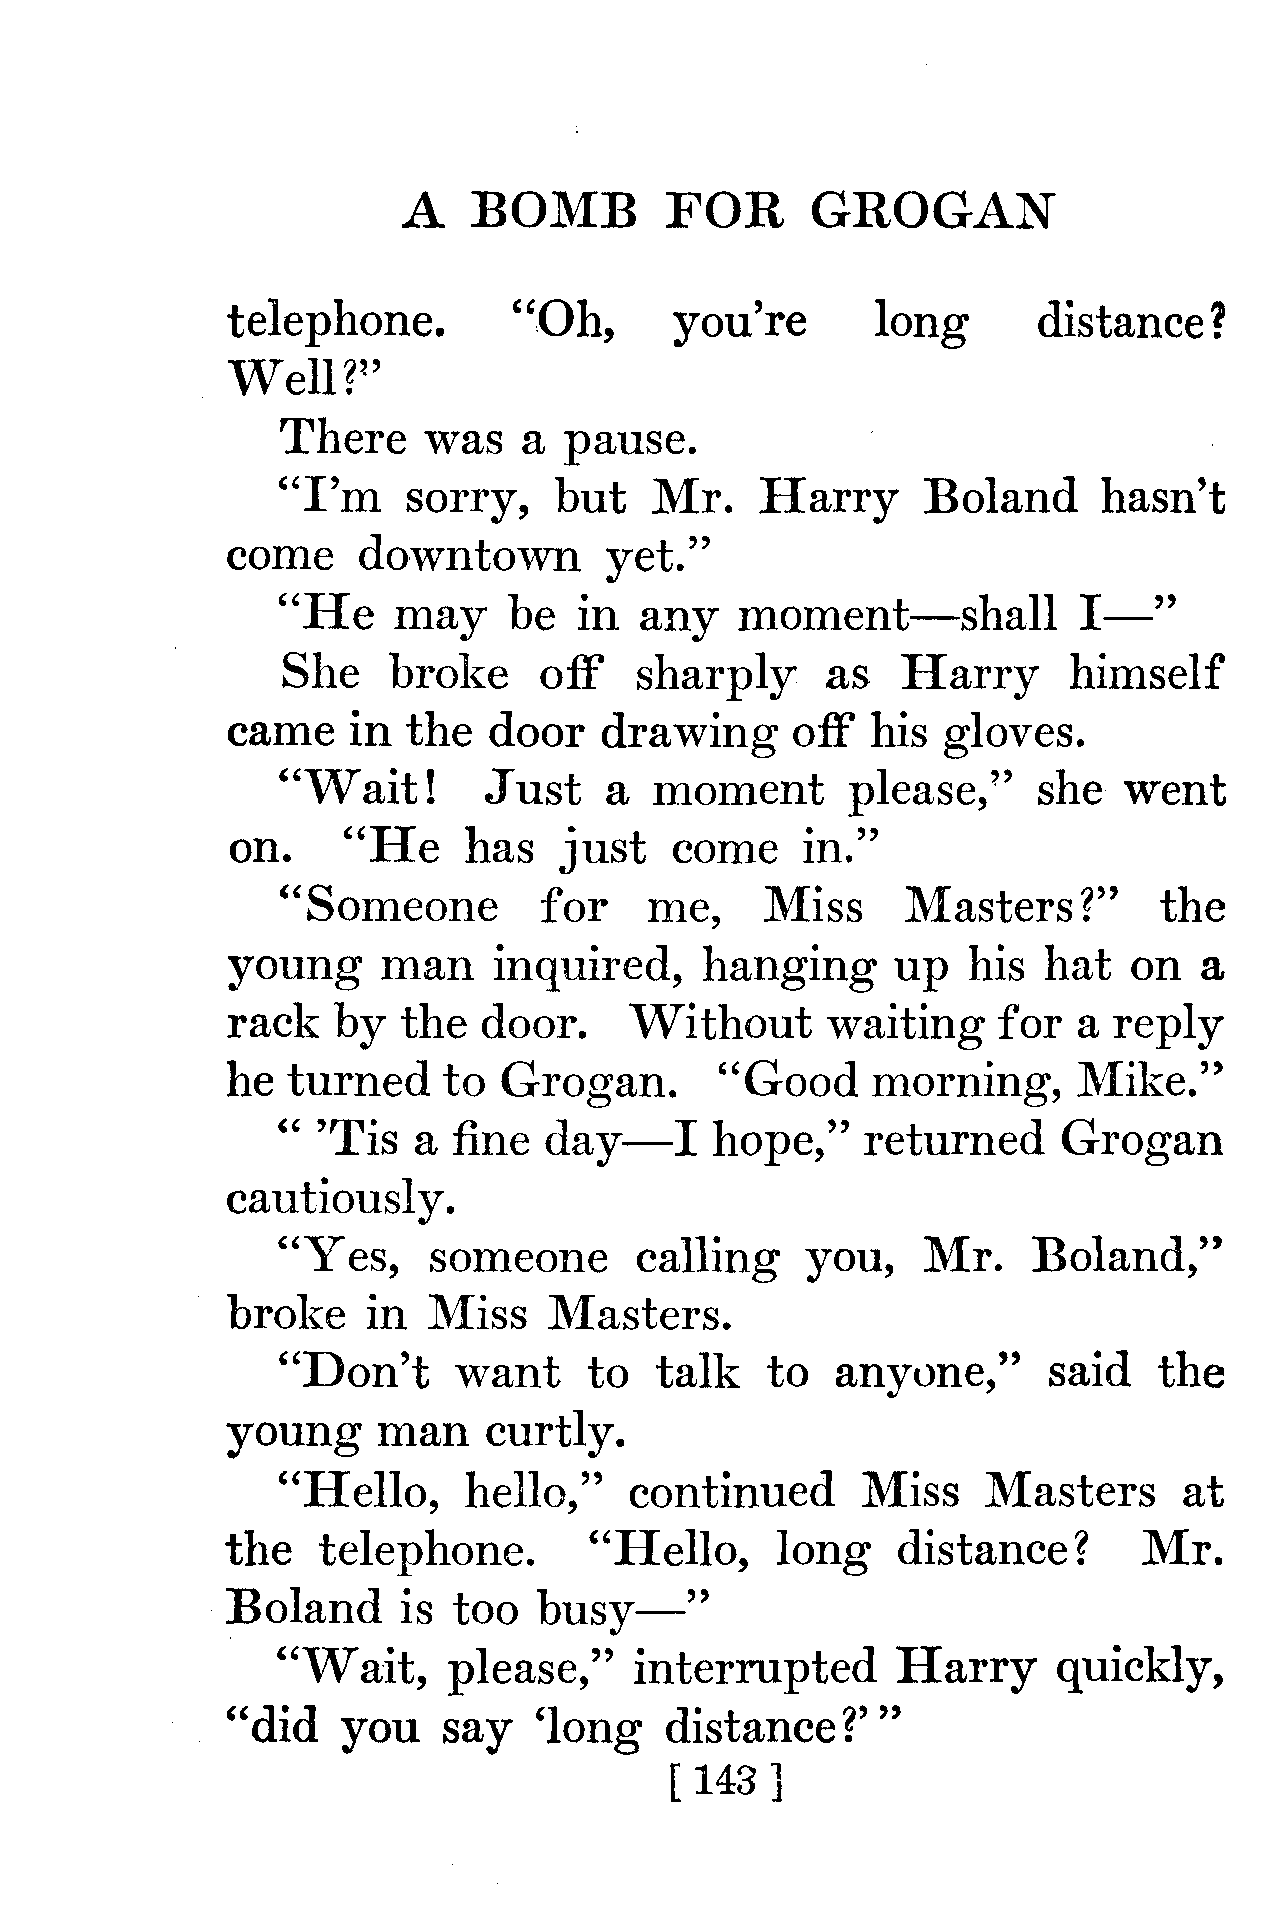 A BOMB FOR GROGAN
telephone. “Oh, you’re long distance?
Well?”
There was a pause.
“I’m sorry, but Mr. Harry Boland hasn’t
come downtown yet.”
“He may be in any moment—shall I—”
She broke off sharply as Harry himself
came in the door drawing off his gloves.
“Wait! Just a moment please,” she went
on. “He has just come in.”
“Someone for me, Miss Masters?” the
young man inquired, hanging up his hat on a
rack by the door. Without waiting for a reply
he turned to Grogan. “Good morning, Mike.”
“ ’Tis a fine day—I hope,” returned Grogan
cautiously.
“Yes, someone calling you, Mr. Boland,”
broke in Miss Masters.
“Don’t want to talk to anyone,” said the
young man curtly.
“Hello, hello,” continued Miss Masters at
the telephone. “Hello, long distance? Mr.
Boland is too busy—”
“Wait, please,” interrupted Harry quickly,
“did you say ‘long distance?’ ”
[ 143 ]